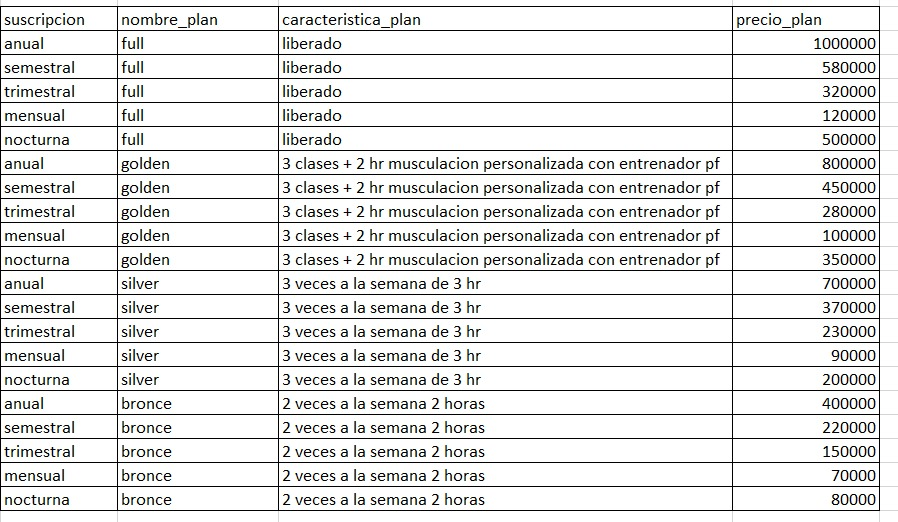 suscripcion nombre_plan caracteristica_plan precio_plan
anual full liberado 1000000
semestral full liberado 580000
trimestral full liberado 320000
mensual full liberado 120000
nocturna full liberado 500000
anual golden 3 clases + 2 hr musculacion personalizada con entrenador pf 800000
semestral golden 3 clases + 2 hr musculacion personalizada con entrenador pf 450000
trimestral golden 3 clases + 2 hr musculacion personalizada con entrenador pf 280000
mensual golden 3 clases + 2 hr musculacion personalizada con entrenador pf 100000
nocturna golden 3 clases + 2 hr musculacion personalizada con entrenador pf 350000
anual silver 3 veces a la semana de 3 hr 700000
semestral silver 3 veces a la semana de 3 hr 370000
trimestral silver 3 veces a la semana de 3 hr 230000
mensual silver 3 veces a la semana de 3 hr 90000
nocturna silver 3 veces a la semana de 3 hr 200000
anual bronce 2 veces a la semana 2 horas 400000
semestral bronce 2 veces a la semana 2 horas 220000
trimestral bronce 2 veces a la semana 2 horas 150000
mensual bronce 2 veces a la semana 2 horas 70000
nocturna bronce 2 veces a la semana 2 horas 80000